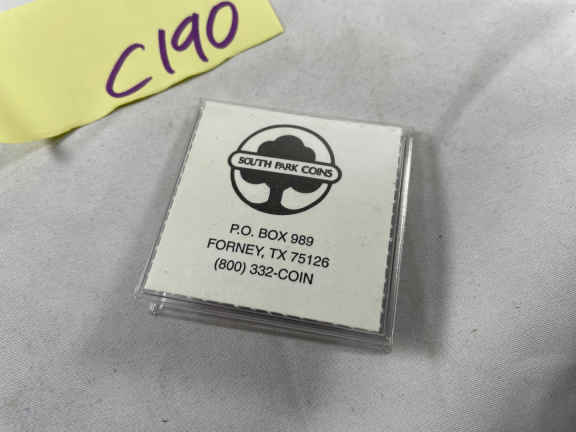 C190
SOUTH PARK COINS
P.O. BOX 989
FORNEY, TX 75126
(800) 332-COIN